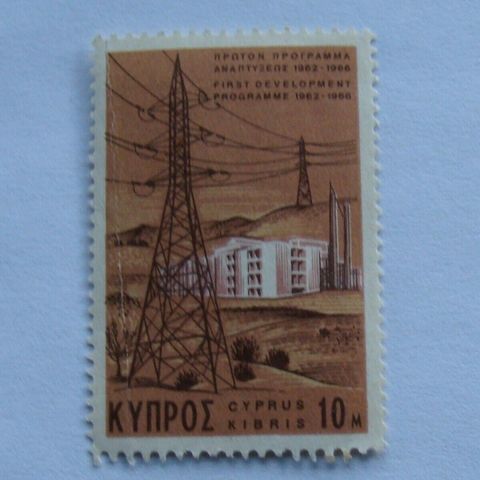 ΠΡΩΤΟΝ ΠΡΟΓΡΑΜΜΑ
ΑΝΑΠΤΥΞΕΩΣ 1962-1966
FIRST DEVELOPMENT
PROGRAMME 1962-1966
ΚΥΠΡΟΣ CYPRUS KIBRIS 10 M